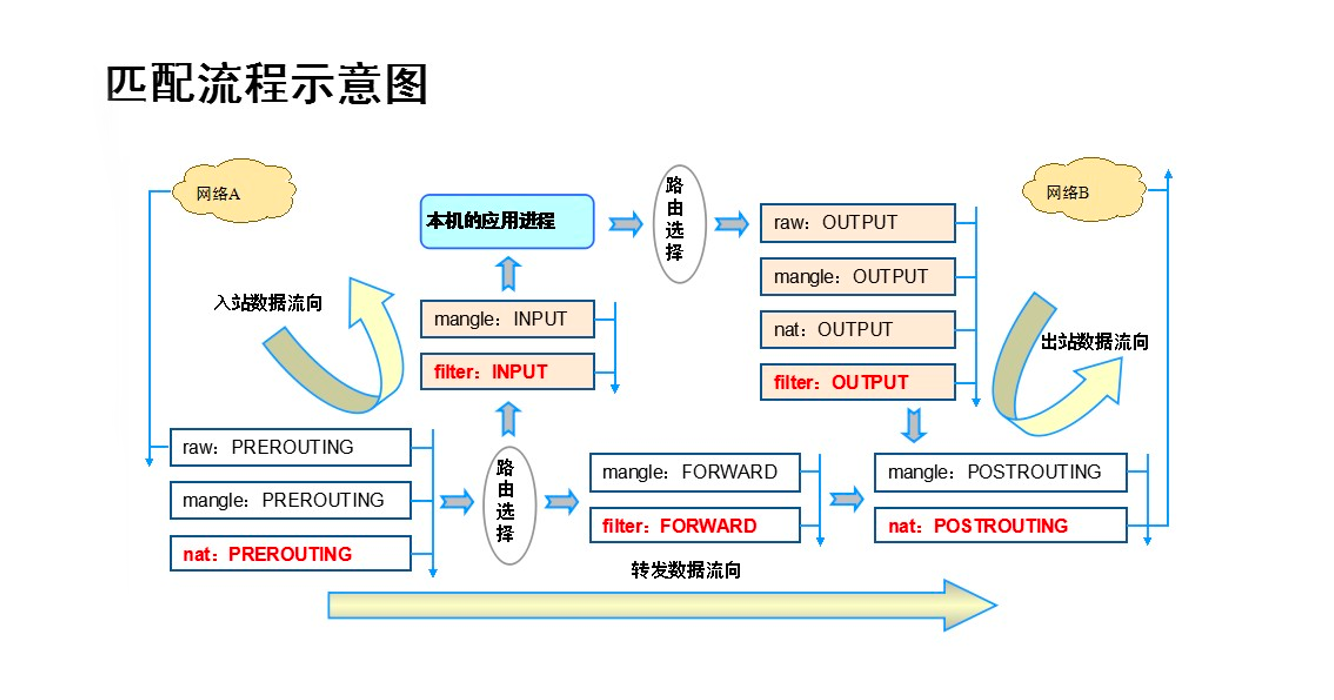 匹配流程示意图
网络A
网络B
本机的应用进程
路由选择
raw：OUTPUT
mangle：OUTPUT
nat：OUTPUT
filter：OUTPUT
入站数据流向
mangle：INPUT
filter：INPUT
出站数据流向
raw：PREROUTING
mangle：PREROUTING
nat：PREROUTING
路由选择
mangle：FORWARD
filter：FORWARD
mangle：POSTROUTING
nat：POSTROUTING
转发数据流向